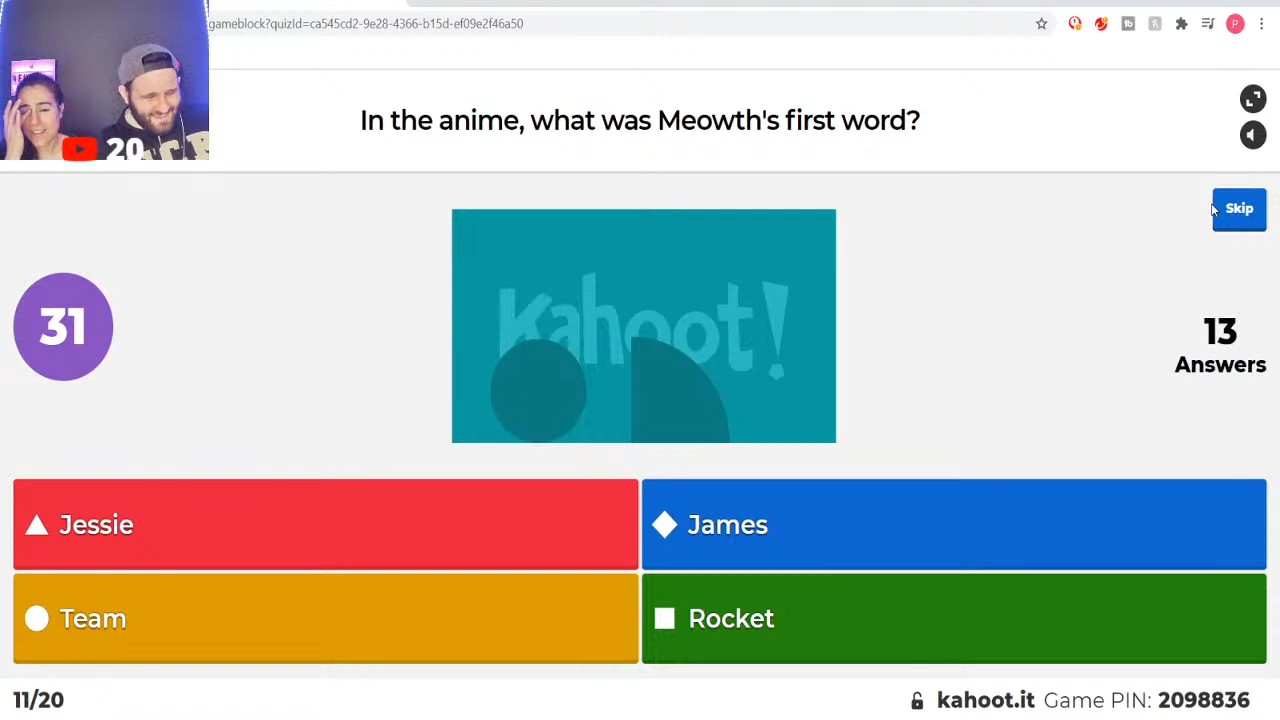 gameblock?quizId=ca545cd2-9e28-4366-b15d-ef09e2f46a50
20
In the anime, what was Meowth's first word?
Skip
31
Kahoot!
13
Answers
Jessie
James
Team
Rocket
11/20
kahoot.it Game PIN: 2098836